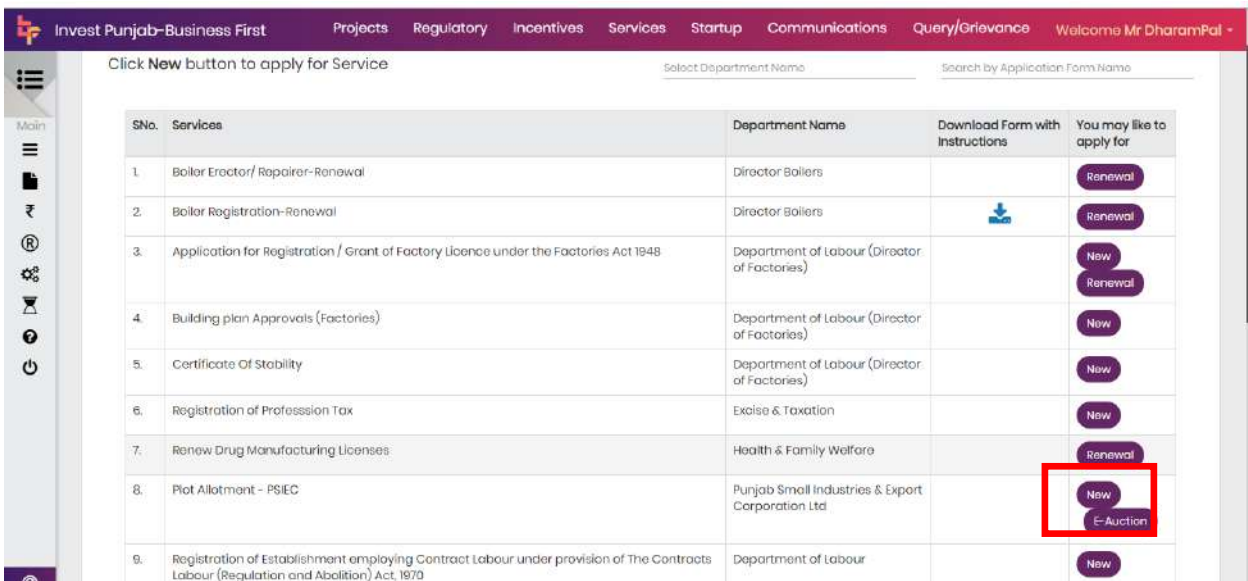 Invest Punjab-Business First Projects Regulatory Incentives Services Startup Communications Query/Grievance Welcome Mr DharamPal
Click New button to apply for Service Select Department Name Search by Application Form Name
Main
SNo. Services Department Name Download Form with Instructions You may like to apply for
1. Boiler Erector/ Repairer-Renewal Director Boilers Renewal
2. Boiler Registration-Renewal Director Boilers Renewal
3. Application for Registration / Grant of Factory Licence under the Factories Act 1948 Department of Labour (Director of Factories) New Renewal
4. Building plan Approvals (Factories) Department of Labour (Director of Factories) New
5. Certificate Of Stability Department of Labour (Director of Factories) New
6. Registration of Professsion Tax Excise & Taxation New
7. Renew Drug Manufacturing Licenses Health & Family Welfare Renewal
8. Plot Allotment - PSIEC Punjab Small Industries & Export Corporation Ltd New E-Auction
9. Registration of Establishment employing Contract Labour under provision of The Contracts Labour (Regulation and Abolition) Act, 1970 Department of Labour New